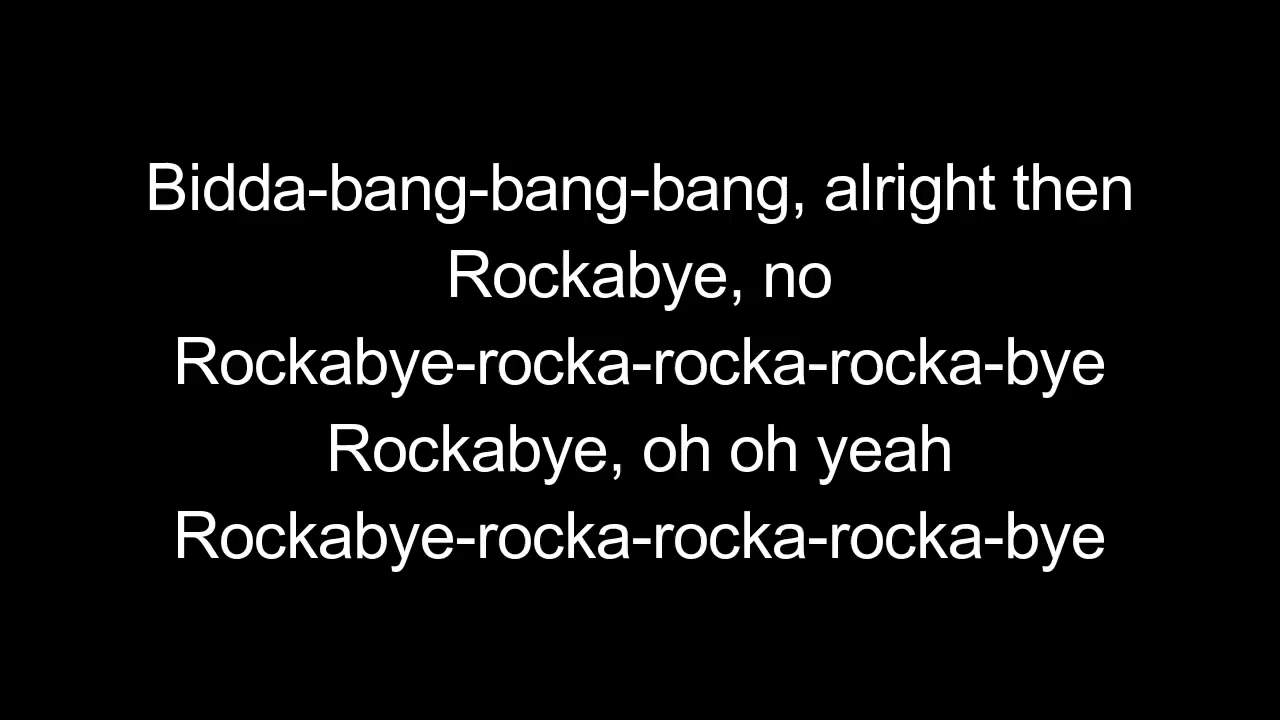 Bidda-bang-bang-bang, alright then
Rockabye, no
Rockabye-rocka-rocka-rocka-bye
Rockabye, oh oh yeah
Rockabye-rocka-rocka-rocka-bye